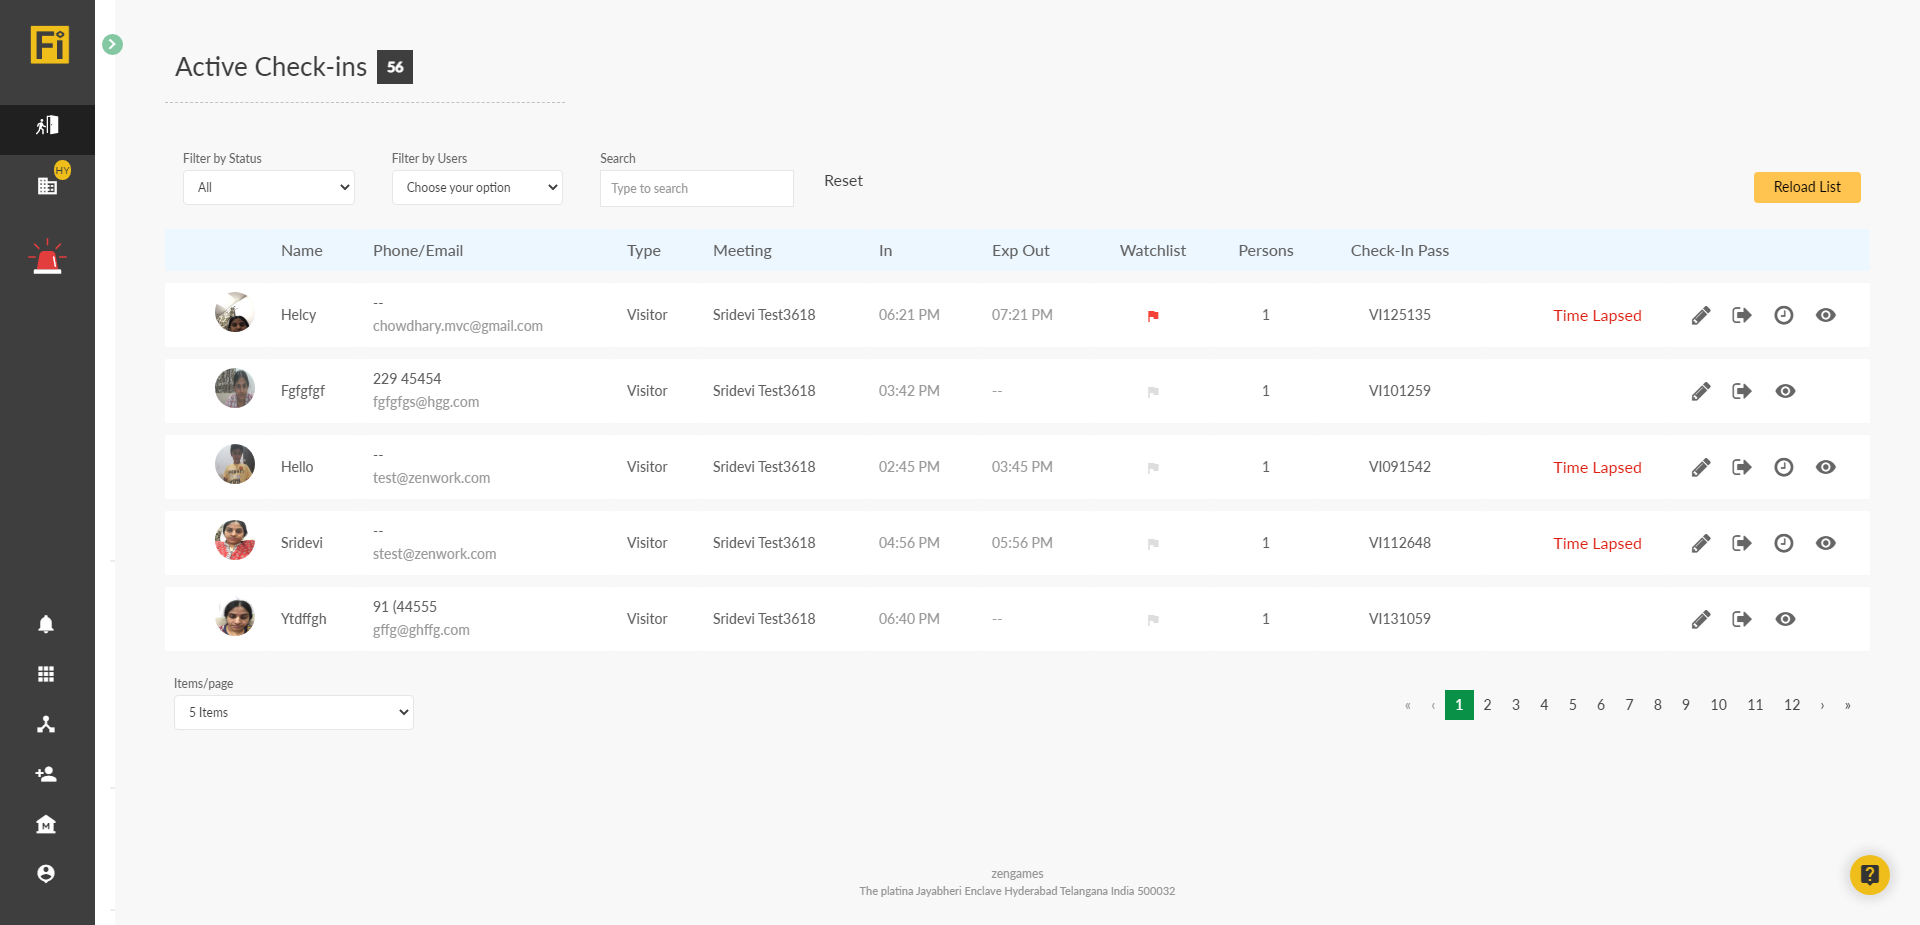 Fi
Active Check-ins 56
HY
Filter by Status
All
Filter by Users
Choose your option
Search
Type to search
Reset
Reload List
Name Phone/Email Type Meeting In Exp Out Watchlist Persons Check-In Pass
Helcy -- Visitor Sridevi Test3618 06:21 PM 07:21 PM 1 VI125135 Time Lapsed
chowdhary.mvc@gmail.com
Fgfgfgf 229 45454 Visitor Sridevi Test3618 03:42 PM -- 1 VI101259
fgfgfgs@hgg.com
Hello -- Visitor Sridevi Test3618 02:45 PM 03:45 PM 1 VI091542 Time Lapsed
test@zenwork.com
Sridevi -- Visitor Sridevi Test3618 04:56 PM 05:56 PM 1 VI112648 Time Lapsed
stest@zenwork.com
Ytdffgh 91 (44555 Visitor Sridevi Test3618 06:40 PM -- 1 VI131059
gffg@ghffg.com
Items/page
5 Items
« ‹ 1 2 3 4 5 6 7 8 9 10 11 12 › »
M
zengames
The platina Jayabheri Enclave Hyderabad Telangana India 500032
?